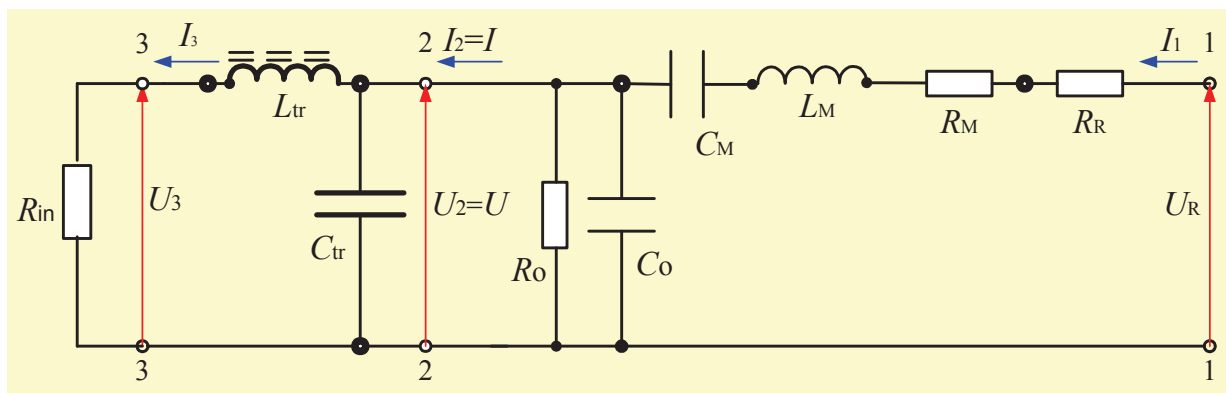 3 I3 2 I2=I I1 1
Ltr LM RM RR
CM
Rin U3 U2=U UR
Ctr Ro Co
3 2 1